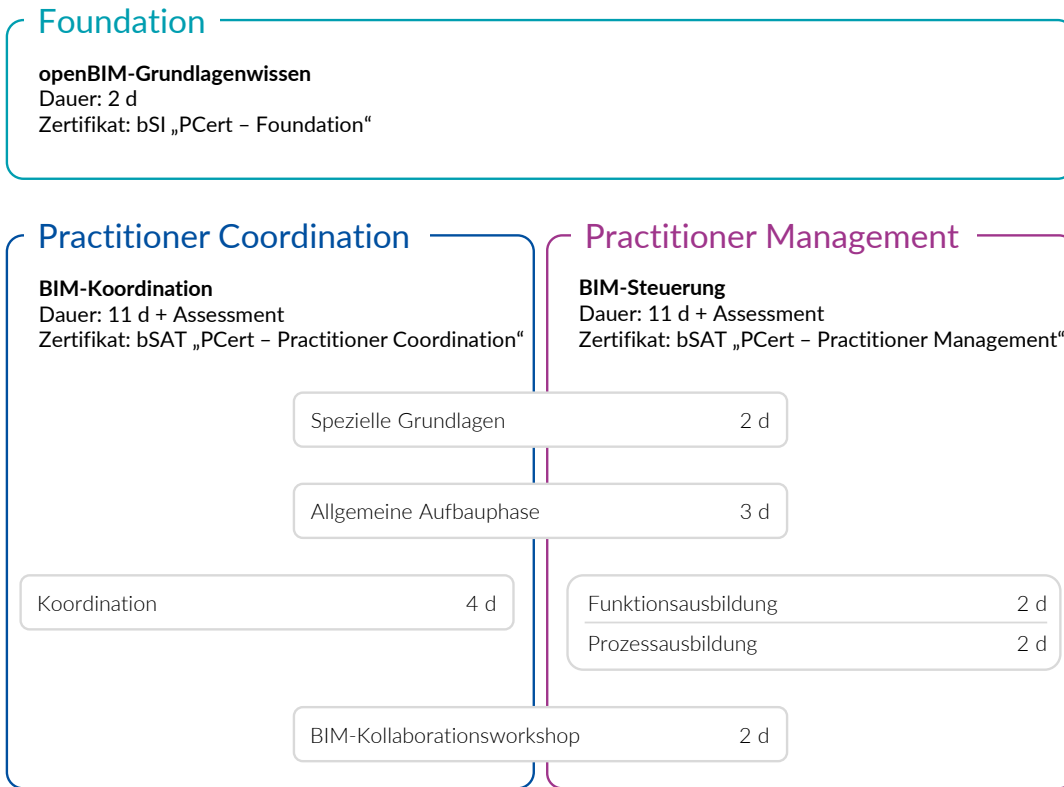 Foundation
openBIM-Grundlagenwissen
Dauer: 2 d
Zertifikat: bSI „PCert – Foundation“
Practitioner Coordination
BIM-Koordination
Dauer: 11 d + Assessment
Zertifikat: bSAT „PCert – Practitioner Coordination“
Practitioner Management
BIM-Steuerung
Dauer: 11 d + Assessment
Zertifikat: bSAT „PCert – Practitioner Management“
Spezielle Grundlagen 2 d
Allgemeine Aufbauphase 3 d
Koordination 4 d
Funktionsausbildung 2 d
Prozessausbildung 2 d
BIM-Kollaborationsworkshop 2 d